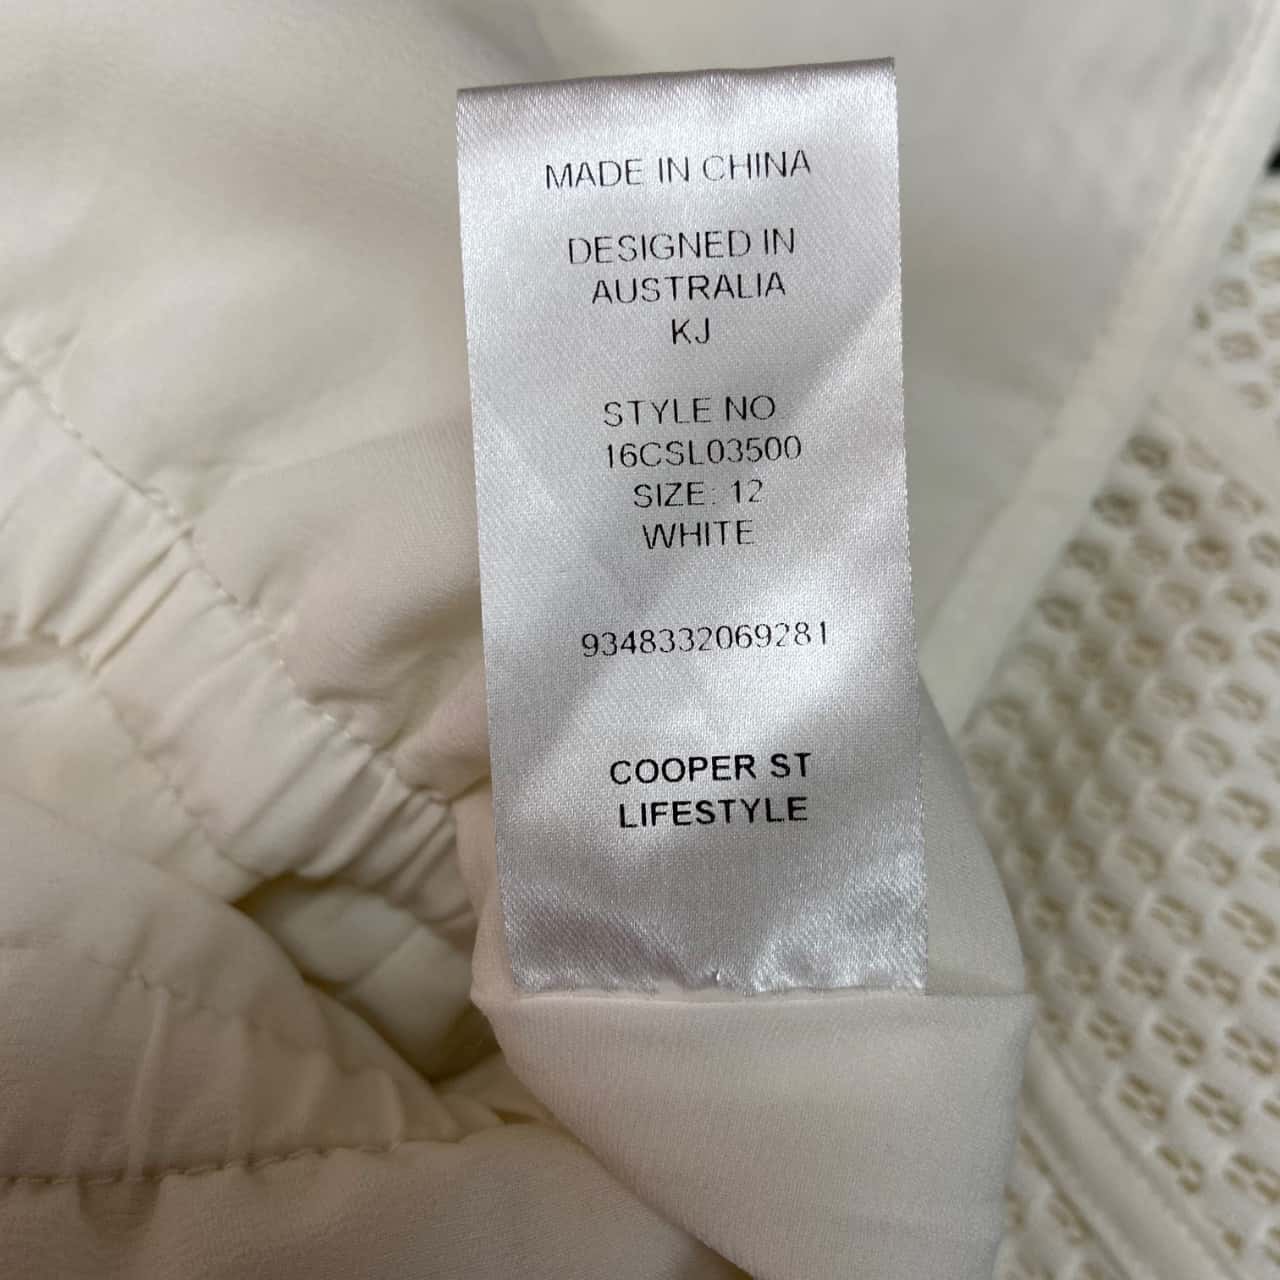 MADE IN CHINA
DESIGNED IN
AUSTRALIA
KJ
STYLE NO
16CSL03500
SIZE: 12
WHITE
9348332069281
COOPER ST
LIFESTYLE